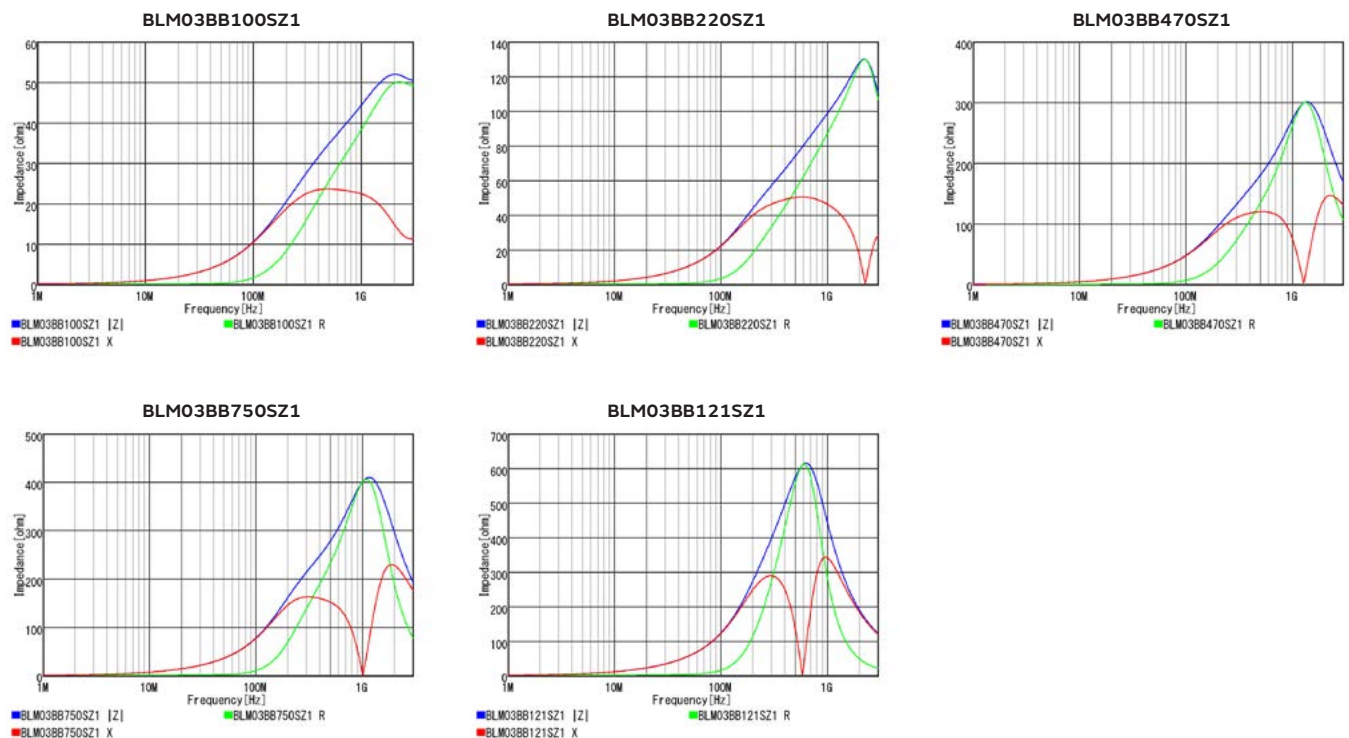 BLM03BB100SZ1
60
50
40
30
20
10
0
Impedance[ohm]
1M 10M 100M 1G
Frequency[Hz]
BLM03BB100SZ1 |Z| BLM03BB100SZ1 R
BLM03BB100SZ1 X
BLM03BB220SZ1
140
120
100
80
60
40
20
0
Impedance[ohm]
1M 10M 100M 1G
Frequency[Hz]
BLM03BB220SZ1 |Z| BLM03BB220SZ1 R
BLM03BB220SZ1 X
BLM03BB470SZ1
400
300
200
100
0
Impedance[ohm]
1M 10M 100M 1G
Frequency[Hz]
BLM03BB470SZ1 |Z| BLM03BB470SZ1 R
BLM03BB470SZ1 X
BLM03BB750SZ1
500
400
300
200
100
0
Impedance[ohm]
1M 10M 100M 1G
Frequency[Hz]
BLM03BB750SZ1 |Z| BLM03BB750SZ1 R
BLM03BB750SZ1 X
BLM03BB121SZ1
700
600
500
400
300
200
100
0
Impedance[ohm]
1M 10M 100M 1G
Frequency[Hz]
BLM03BB121SZ1 |Z| BLM03BB121SZ1 R
BLM03BB121SZ1 X